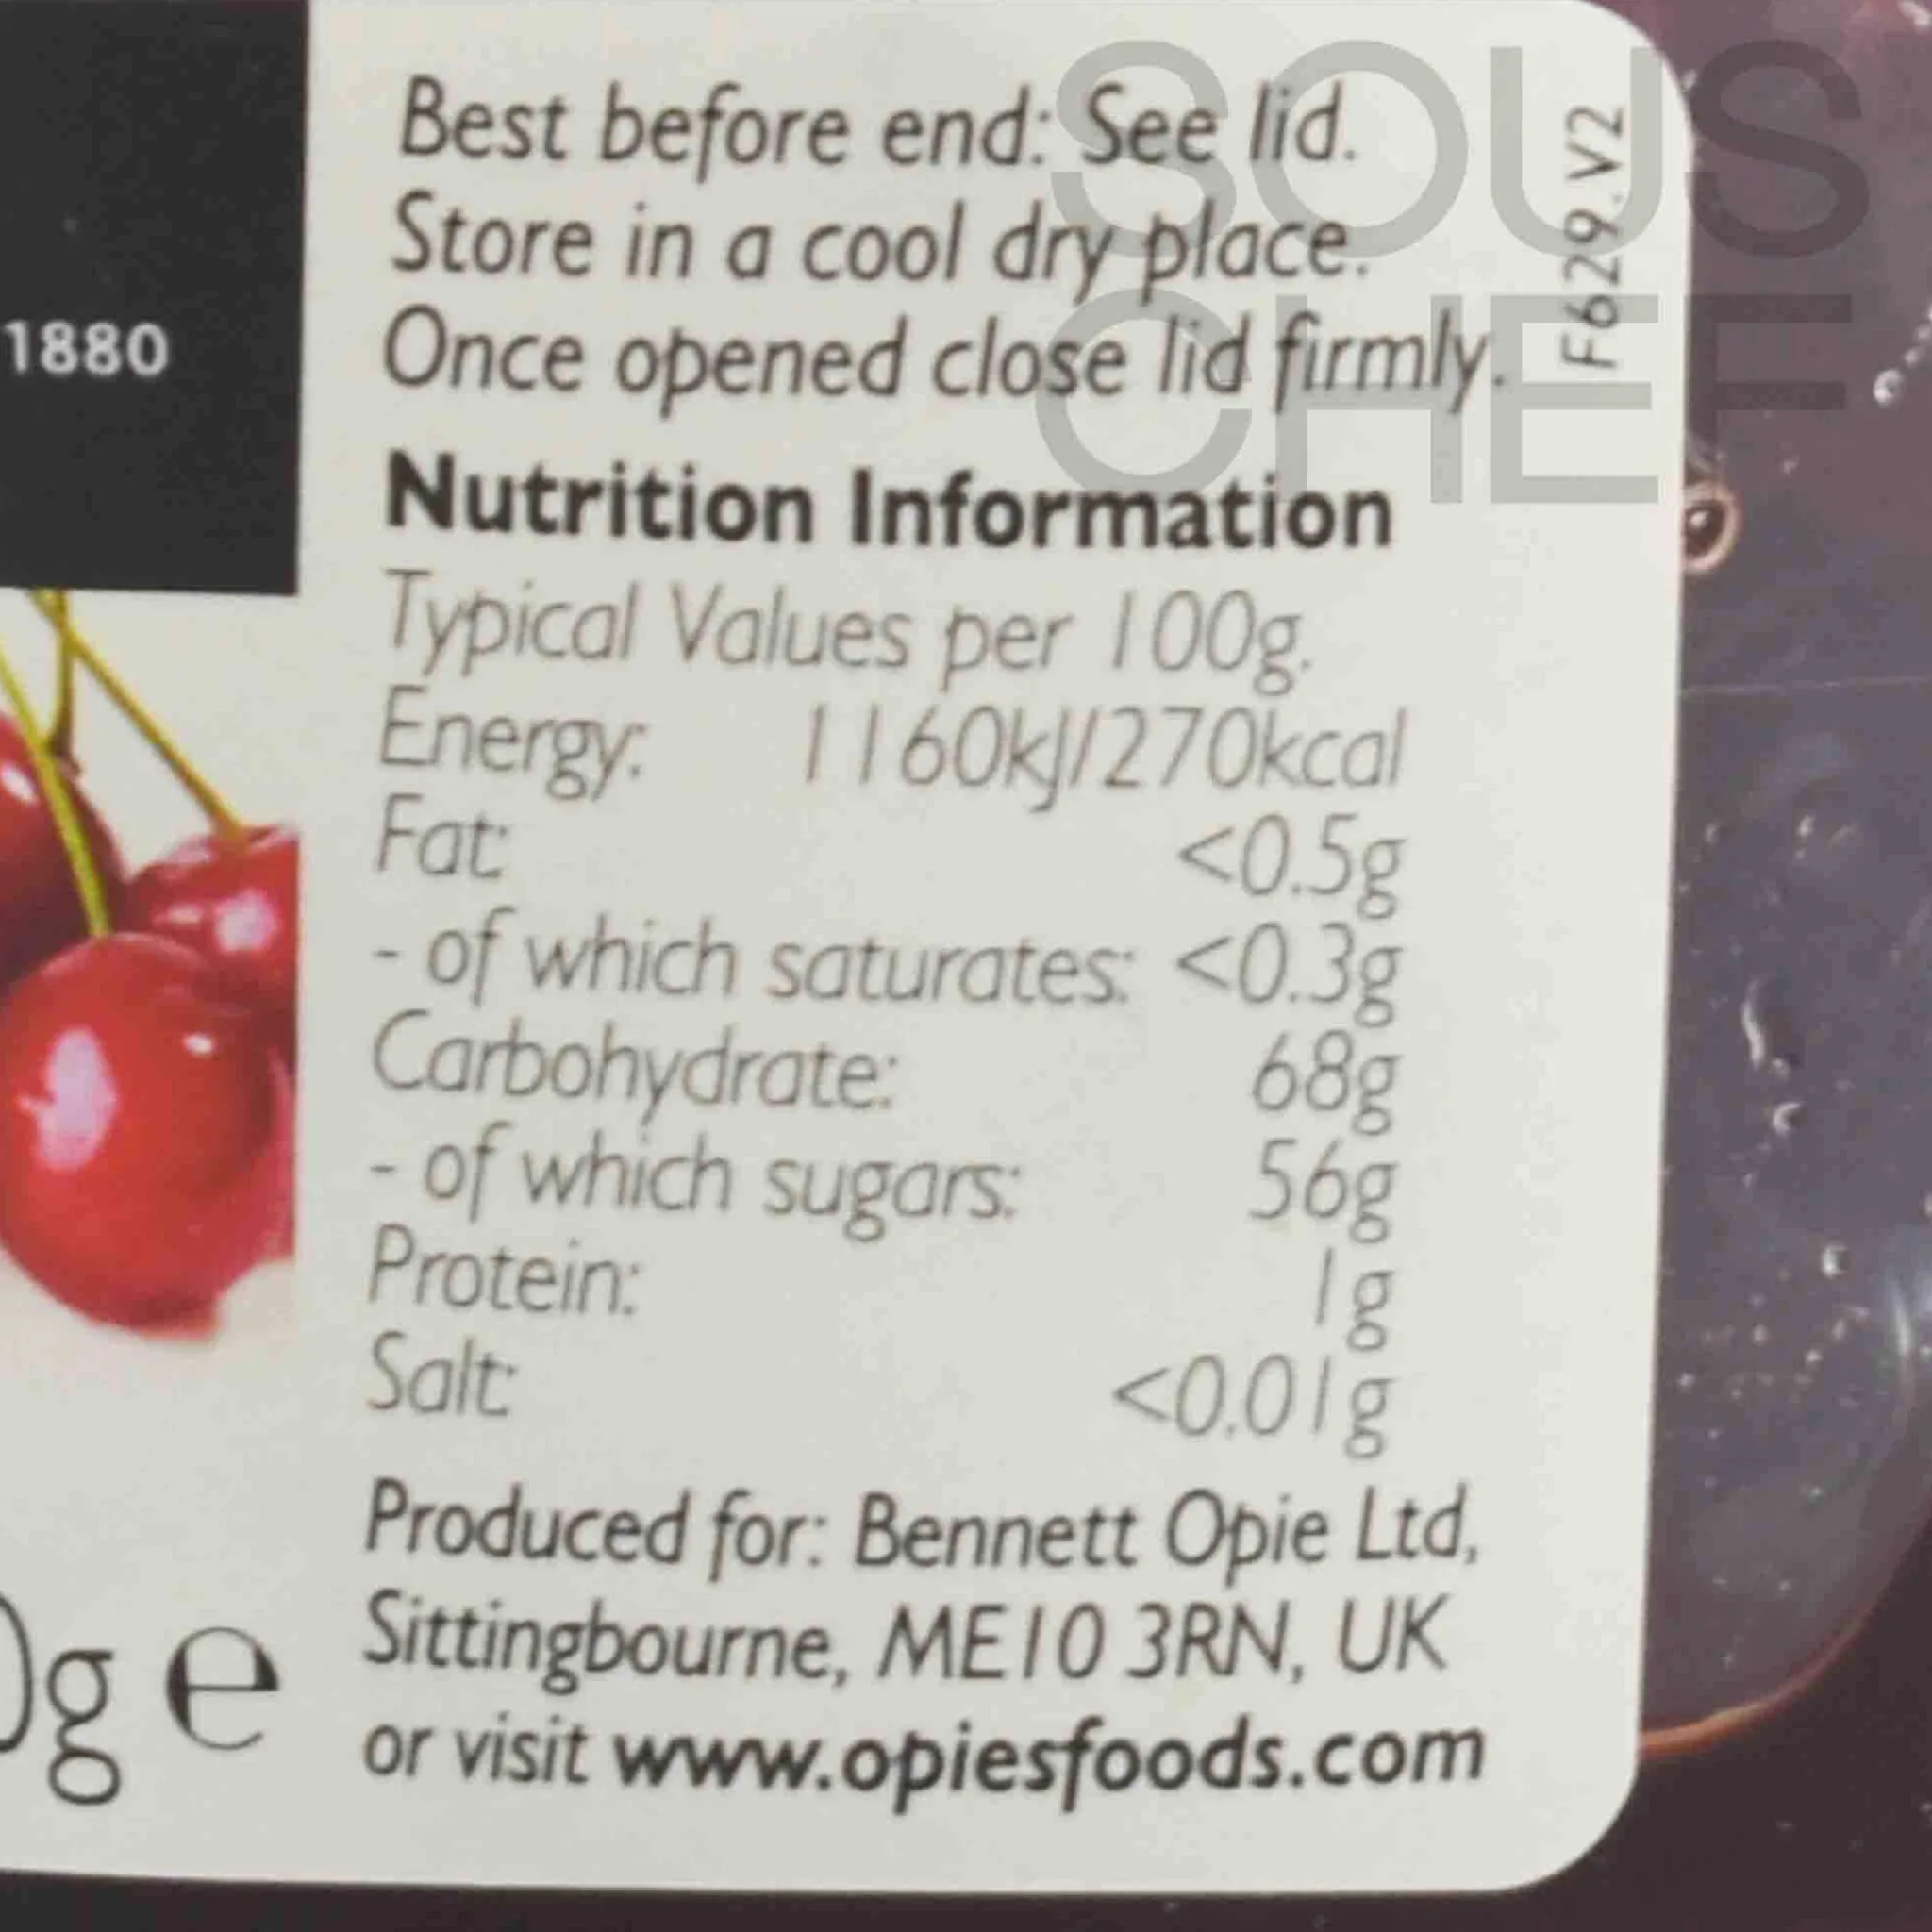 SOUS
CHEF
1880
Best before end: See lid.
Store in a cool dry place.
Once opened close lid firmly.
F629.V2
Nutrition Information
Typical Values per 100g.
Energy: 1160kJ/270kcal
Fat: <0.5g
- of which saturates: <0.3g
Carbohydrate: 68g
- of which sugars: 56g
Protein: 1g
Salt: <0.01g
Produced for: Bennett Opie Ltd,
Sittingbourne, ME10 3RN, UK
or visit www.opiesfoods.com
0g e